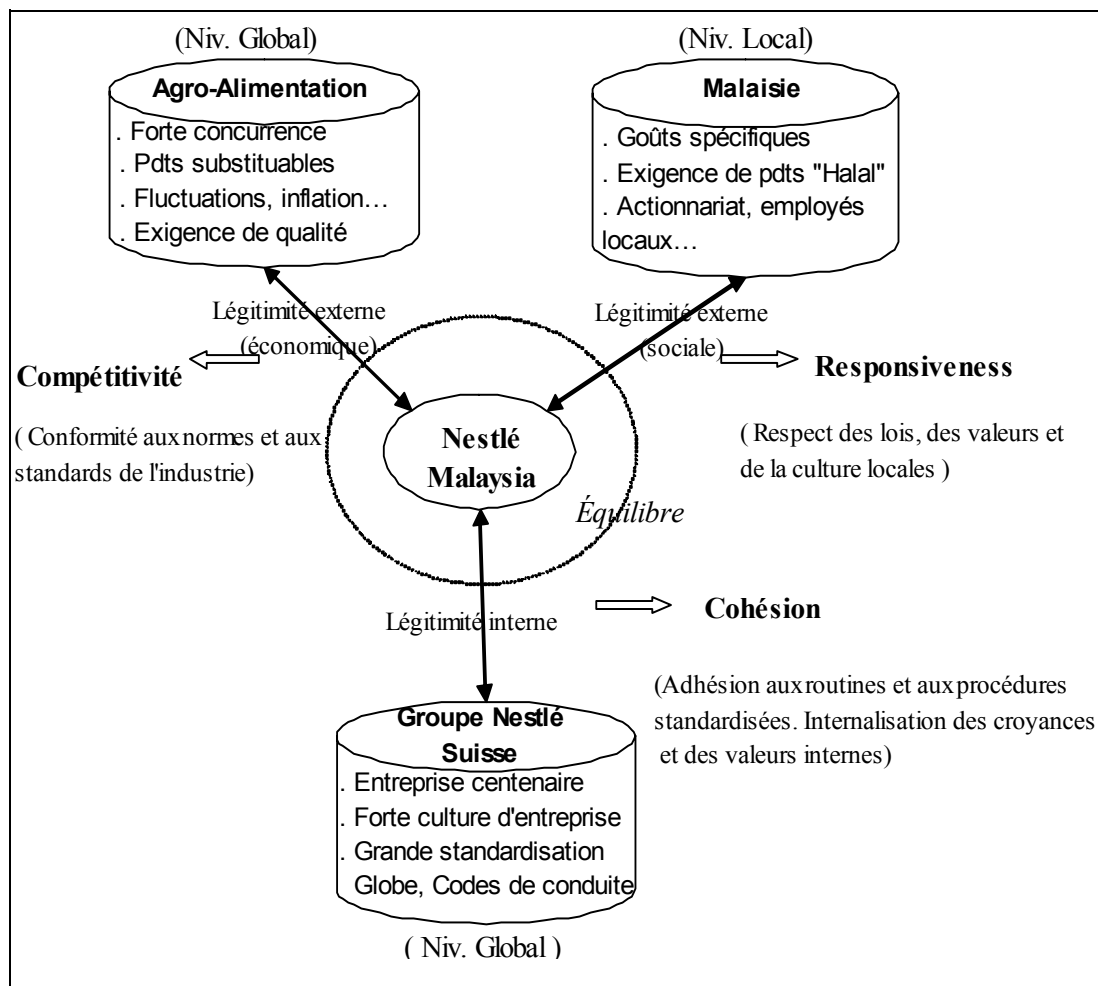 (Niv. Global)
Agro-Alimentation
. Forte concurrence
. Pdts substituables
. Fluctuations, inflation…
. Exigence de qualité
(Niv. Local)
Malaisie
. Goûts spécifiques
. Exigence de pdts "Halal"
. Actionnariat, employés
locaux…
Légitimité externe
(économique)
Légitimité externe
(sociale)
Compétitivité
( Conformité aux normes et aux
standards de l'industrie)
Responsiveness
( Respect des lois, des valeurs et
de la culture locales )
Nestlé
Malaysia
Équilibre
Légitimité interne
Cohésion
(Adhésion aux routines et aux procédures
standardisées. Internalisation des croyances
et des valeurs internes)
Groupe Nestlé
Suisse
. Entreprise centenaire
. Forte culture d'entreprise
. Grande standardisation
Globe, Codes de conduite
( Niv. Global )